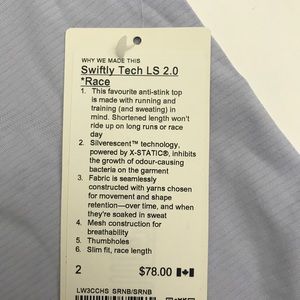 WHY WE MADE THIS
Swiftly Tech LS 2.0
*Race
1. This favourite anti-stink top
is made with running and
training (and sweating) in
mind. Shortened length won't
ride up on long runs or race
day
2. Silverescent™ technology,
powered by X-STATIC®, inhibits
the growth of odour-causing
bacteria on the garment
3. Fabric is seamlessly
constructed with yarns chosen
for movement and shape
retention—over time, and when
they're soaked in sweat
4. Mesh construction for
breathability
5. Thumbholes
6. Slim fit, race length
2 $78.00
LW3CCHS SRNB/SRNB